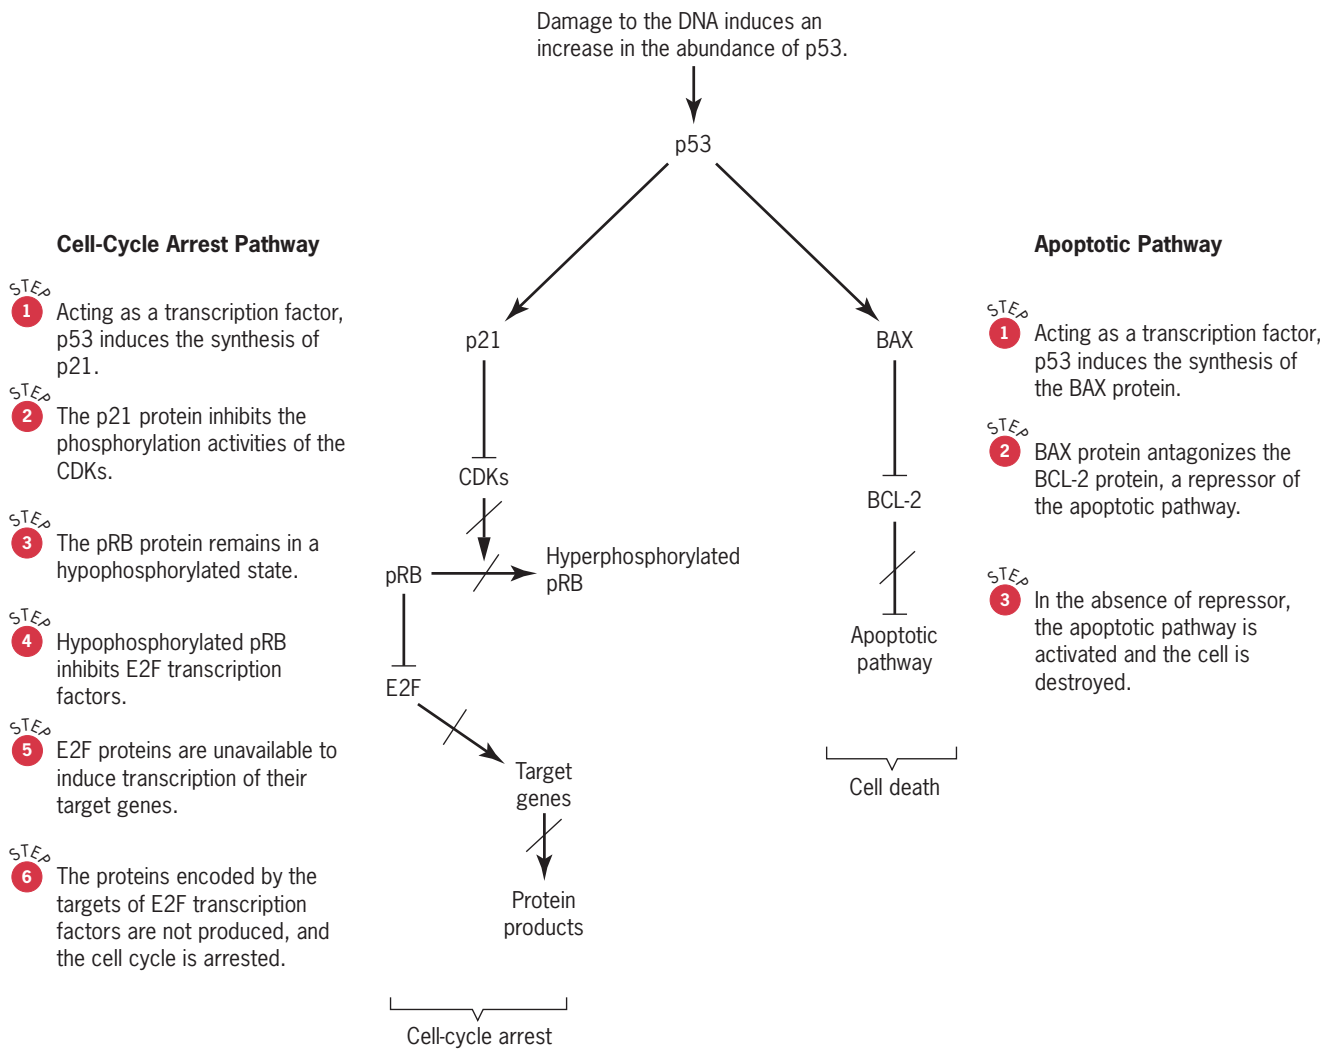 Damage to the DNA induces an
increase in the abundance of p53.
p53
Cell-Cycle Arrest Pathway
STEP
1
Acting as a transcription factor,
p53 induces the synthesis of
p21.
STEP
2
The p21 protein inhibits the
phosphorylation activities of the
CDKs.
STEP
3
The pRB protein remains in a
hypophosphorylated state.
STEP
4
Hypophosphorylated pRB
inhibits E2F transcription
factors.
STEP
5
E2F proteins are unavailable to
induce transcription of their
target genes.
STEP
6
The proteins encoded by the
targets of E2F transcription
factors are not produced, and
the cell cycle is arrested.
p21
CDKs
pRB
Hyperphosphorylated
pRB
E2F
Target
genes
Protein
products
Cell-cycle arrest
BAX
BCL-2
Apoptotic
pathway
Cell death
Apoptotic Pathway
STEP
1
Acting as a transcription factor,
p53 induces the synthesis of
the BAX protein.
STEP
2
BAX protein antagonizes the
BCL-2 protein, a repressor of
the apoptotic pathway.
STEP
3
In the absence of repressor,
the apoptotic pathway is
activated and the cell is
destroyed.